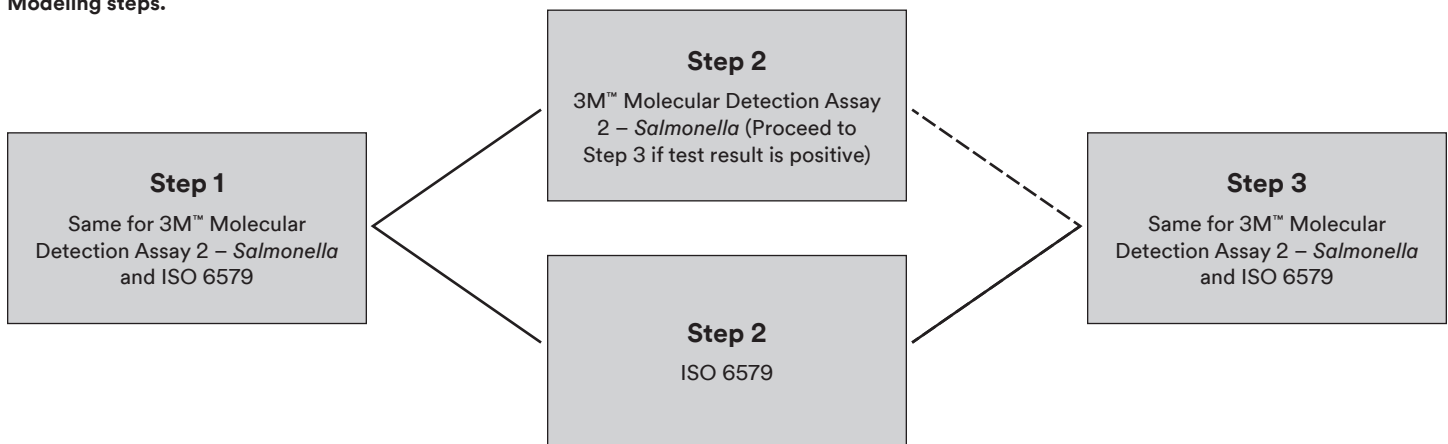 Modeling steps.
Step 1
Same for 3M™ Molecular
Detection Assay 2 – Salmonella
and ISO 6579
Step 2
3M™ Molecular Detection Assay
2 – Salmonella (Proceed to
Step 3 if test result is positive)
Step 2
ISO 6579
Step 3
Same for 3M™ Molecular
Detection Assay 2 – Salmonella
and ISO 6579